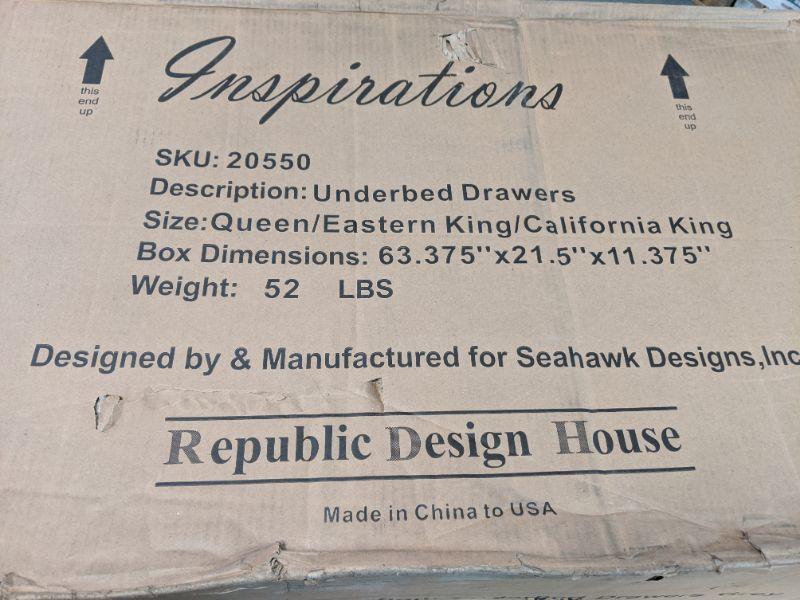 Inspirations
this
end
up
this
end
up
SKU: 20550
Description: Underbed Drawers
Size:Queen/Eastern King/California King
Box Dimensions: 63.375''x21.5''x11.375''
Weight: 52 LBS
Designed by & Manufactured for Seahawk Designs,Inc
Republic Design House
Made in China to USA